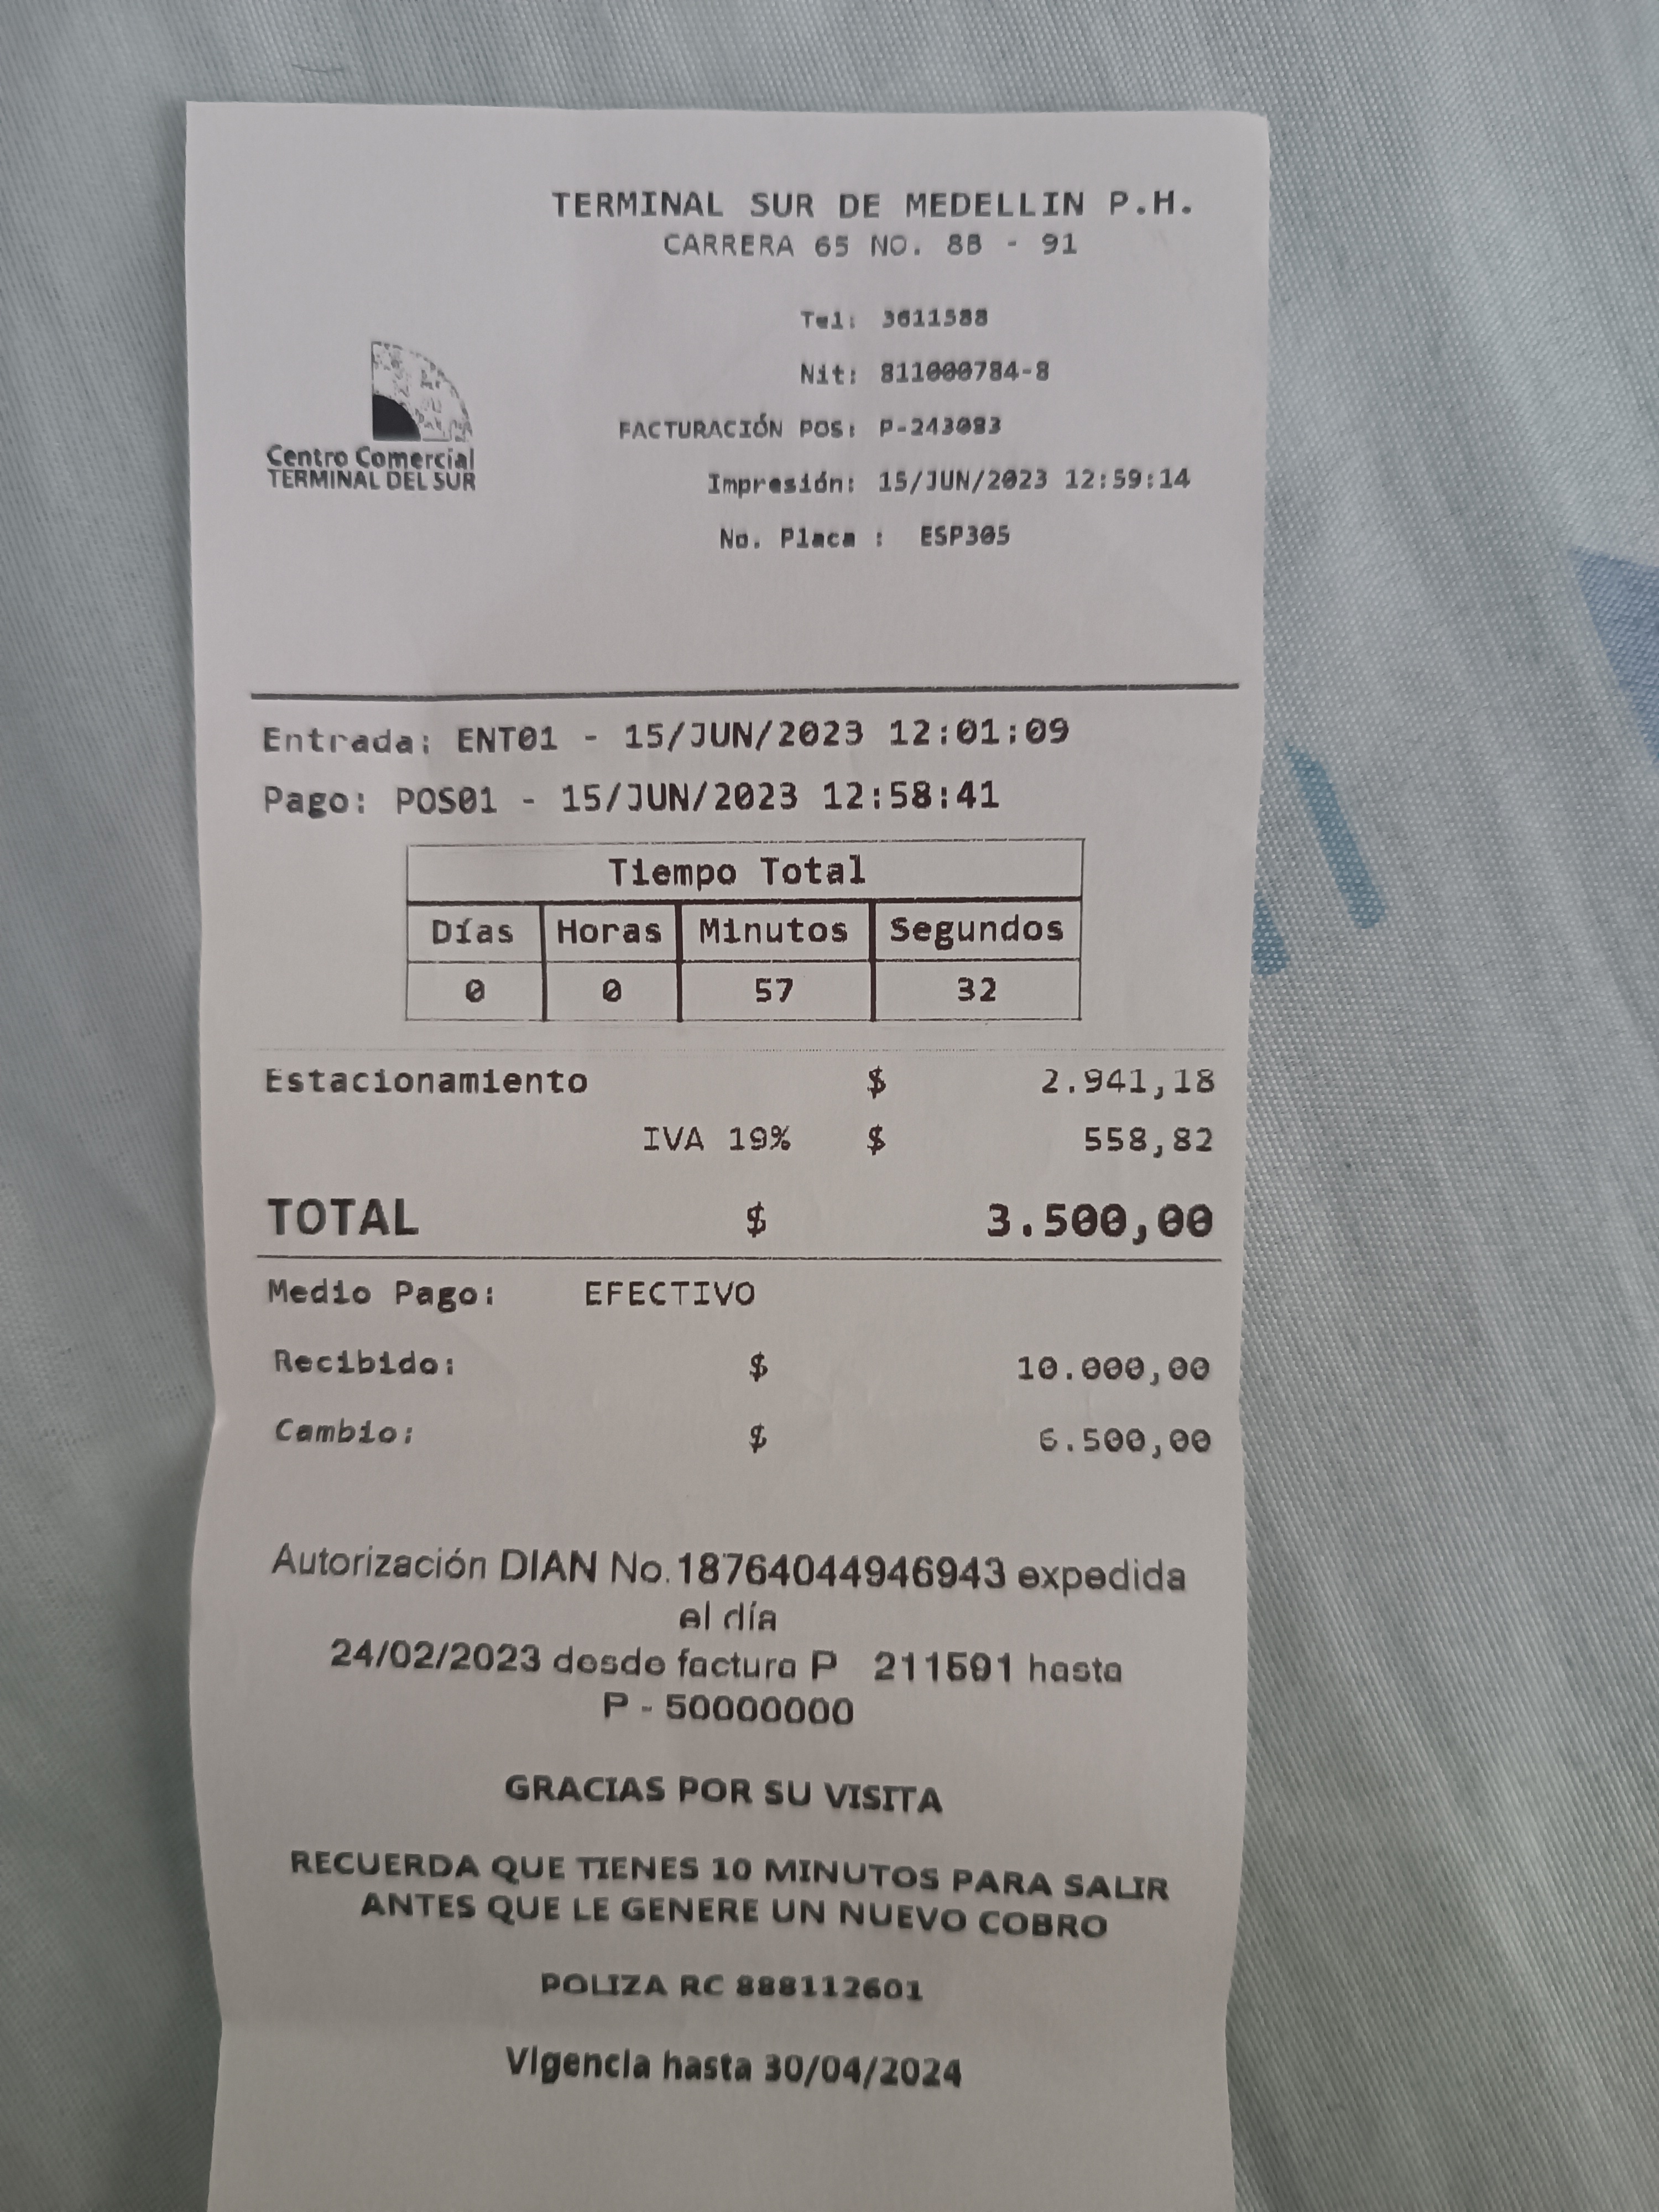 TERMINAL SUR DE MEDELLIN P.H.
CARRERA 65 NO. 8B - 91
Tel: 3611588
Nit: 811000784-8
FACTURACIÓN POS: P-243083
Impresión: 15/JUN/2023 12:59:14
No. Placa : ESP305
Centro Comercial
TERMINAL DEL SUR
Entrada: ENT01 - 15/JUN/2023 12:01:09
Pago: POS01 - 15/JUN/2023 12:58:41
Tiempo Total
Días Horas Minutos Segundos
0 0 57 32
Estacionamiento $ 2.941,18
IVA 19% $ 558,82
TOTAL $ 3.500,00
Medio Pago: EFECTIVO
Recibido: $ 10.000,00
Cambio: $ 6.500,00
Autorización DIAN No.18764044946943 expedida
el día
24/02/2023 desde factura P 211591 hasta
P - 50000000
GRACIAS POR SU VISITA
RECUERDA QUE TIENES 10 MINUTOS PARA SALIR
ANTES QUE LE GENERE UN NUEVO COBRO
POLIZA RC 888112601
Vigencia hasta 30/04/2024